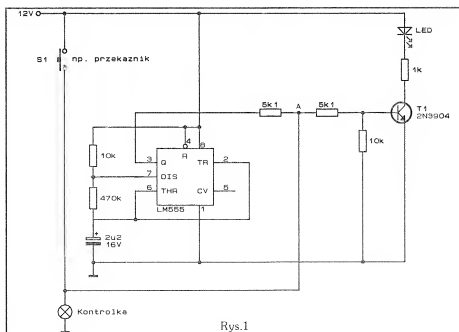 12V
LED
S1
np. przekaznik
1k
A
5k1
5k1
T1
2N3904
4
8
R
10k
3
Q
TR
2
10k
7
DIS
470k
6
THR
CV
5
LM555
1
2u2
16V
+
Kontrolka
Rys.1